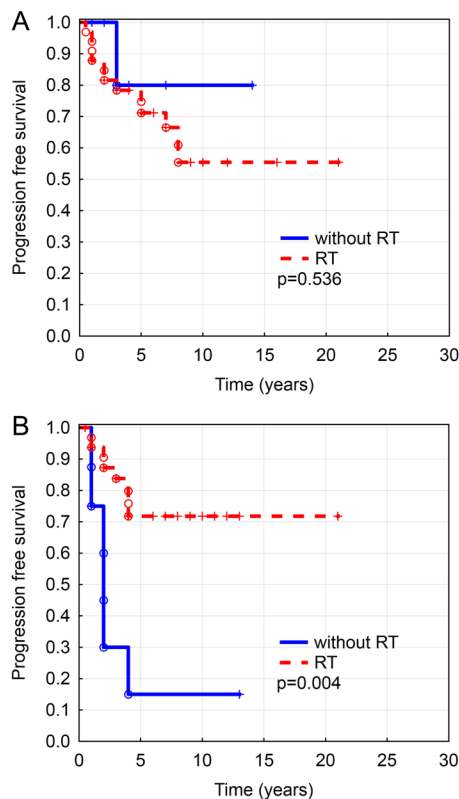 A
Progression free survival
1.0
0.9
0.8
0.7
0.6
0.5
0.4
0.3
0.2
0.1
0.0
without RT
RT
p=0.536
0 5 10 15 20 25 30
Time (years)
B
Progression free survival
1.0
0.9
0.8
0.7
0.6
0.5
0.4
0.3
0.2
0.1
0.0
without RT
RT
p=0.004
0 5 10 15 20 25 30
Time (years)